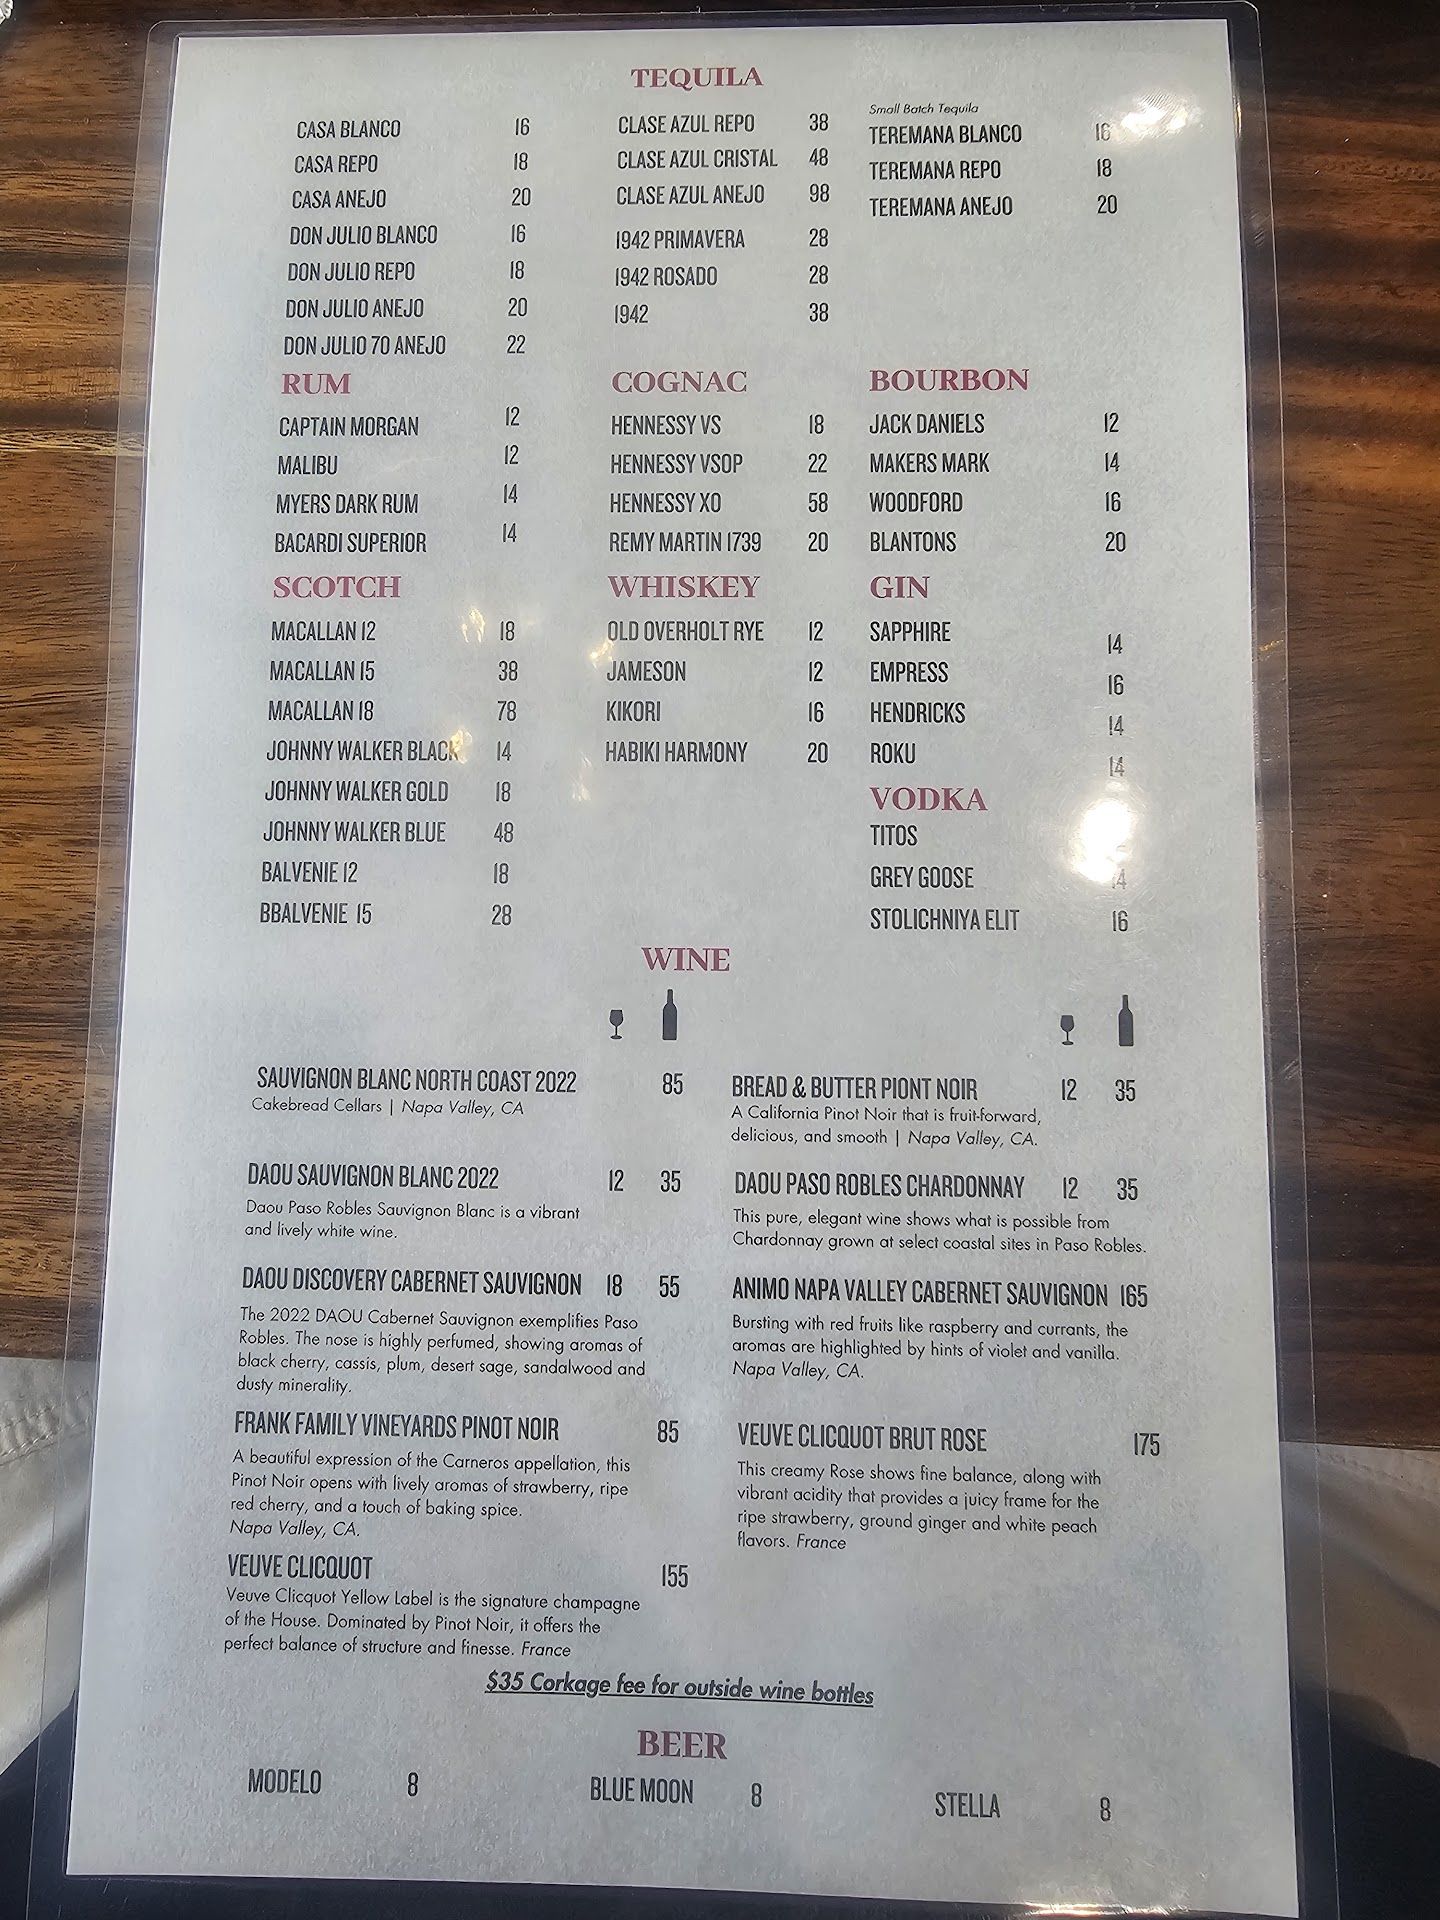 TEQUILA
CASA BLANCO 16
CASA REPO 18
CASA ANEJO 20
DON JULIO BLANCO 16
DON JULIO REPO 18
DON JULIO ANEJO 20
DON JULIO 70 ANEJO 22
CLASE AZUL REPO 38
CLASE AZUL CRISTAL 48
CLASE AZUL ANEJO 98
1942 PRIMAVERA 28
1942 ROSADO 28
1942 38
Small Batch Tequila
TEREMANA BLANCO 16
TEREMANA REPO 18
TEREMANA ANEJO 20
RUM
CAPTAIN MORGAN 12
MALIBU 12
MYERS DARK RUM 14
BACARDI SUPERIOR 14
COGNAC
HENNESSY VS 18
HENNESSY VSOP 22
HENNESSY XO 58
REMY MARTIN 1739 20
BOURBON
JACK DANIELS 12
MAKERS MARK 14
WOODFORD 16
BLANTONS 20
SCOTCH
MACALLAN 12 18
MACALLAN 15 38
MACALLAN 18 78
JOHNNY WALKER BLACK 14
JOHNNY WALKER GOLD 18
JOHNNY WALKER BLUE 48
BALVENIE 12 18
BBALVENIE 15 28
WHISKEY
OLD OVERHOLT RYE 12
JAMESON 12
KIKORI 16
HABIKI HARMONY 20
GIN
SAPPHIRE 14
EMPRESS 16
HENDRICKS 14
ROKU 14
VODKA
TITOS
GREY GOOSE 14
STOLICHNIYA ELIT 16
WINE
SAUVIGNON BLANC NORTH COAST 2022 85
Cakebread Cellars | Napa Valley, CA
DAOU SAUVIGNON BLANC 2022 12 35
Daou Paso Robles Sauvignon Blanc is a vibrant
and lively white wine.
DAOU DISCOVERY CABERNET SAUVIGNON 18 55
The 2022 DAOU Cabernet Sauvignon exemplifies Paso
Robles. The nose is highly perfumed, showing aromas of
black cherry, cassis, plum, desert sage, sandalwood and
dusty minerality.
FRANK FAMILY VINEYARDS PINOT NOIR 85
A beautiful expression of the Carneros appellation, this
Pinot Noir opens with lively aromas of strawberry, ripe
red cherry, and a touch of baking spice.
Napa Valley, CA.
VEUVE CLICQUOT 155
Veuve Clicquot Yellow Label is the signature champagne
of the House. Dominated by Pinot Noir, it offers the
perfect balance of structure and finesse. France
BREAD & BUTTER PIONT NOIR 12 35
A California Pinot Noir that is fruit-forward,
delicious, and smooth | Napa Valley, CA.
DAOU PASO ROBLES CHARDONNAY 12 35
This pure, elegant wine shows what is possible from
Chardonnay grown at select coastal sites in Paso Robles.
ANIMO NAPA VALLEY CABERNET SAUVIGNON 165
Bursting with red fruits like raspberry and currants, the
aromas are highlighted by hints of violet and vanilla.
Napa Valley, CA.
VEUVE CLICQUOT BRUT ROSE 175
This creamy Rose shows fine balance, along with
vibrant acidity that provides a juicy frame for the
ripe strawberry, ground ginger and white peach
flavors. France
$35 Corkage fee for outside wine bottles
BEER
MODELO 8
BLUE MOON 8
STELLA 8